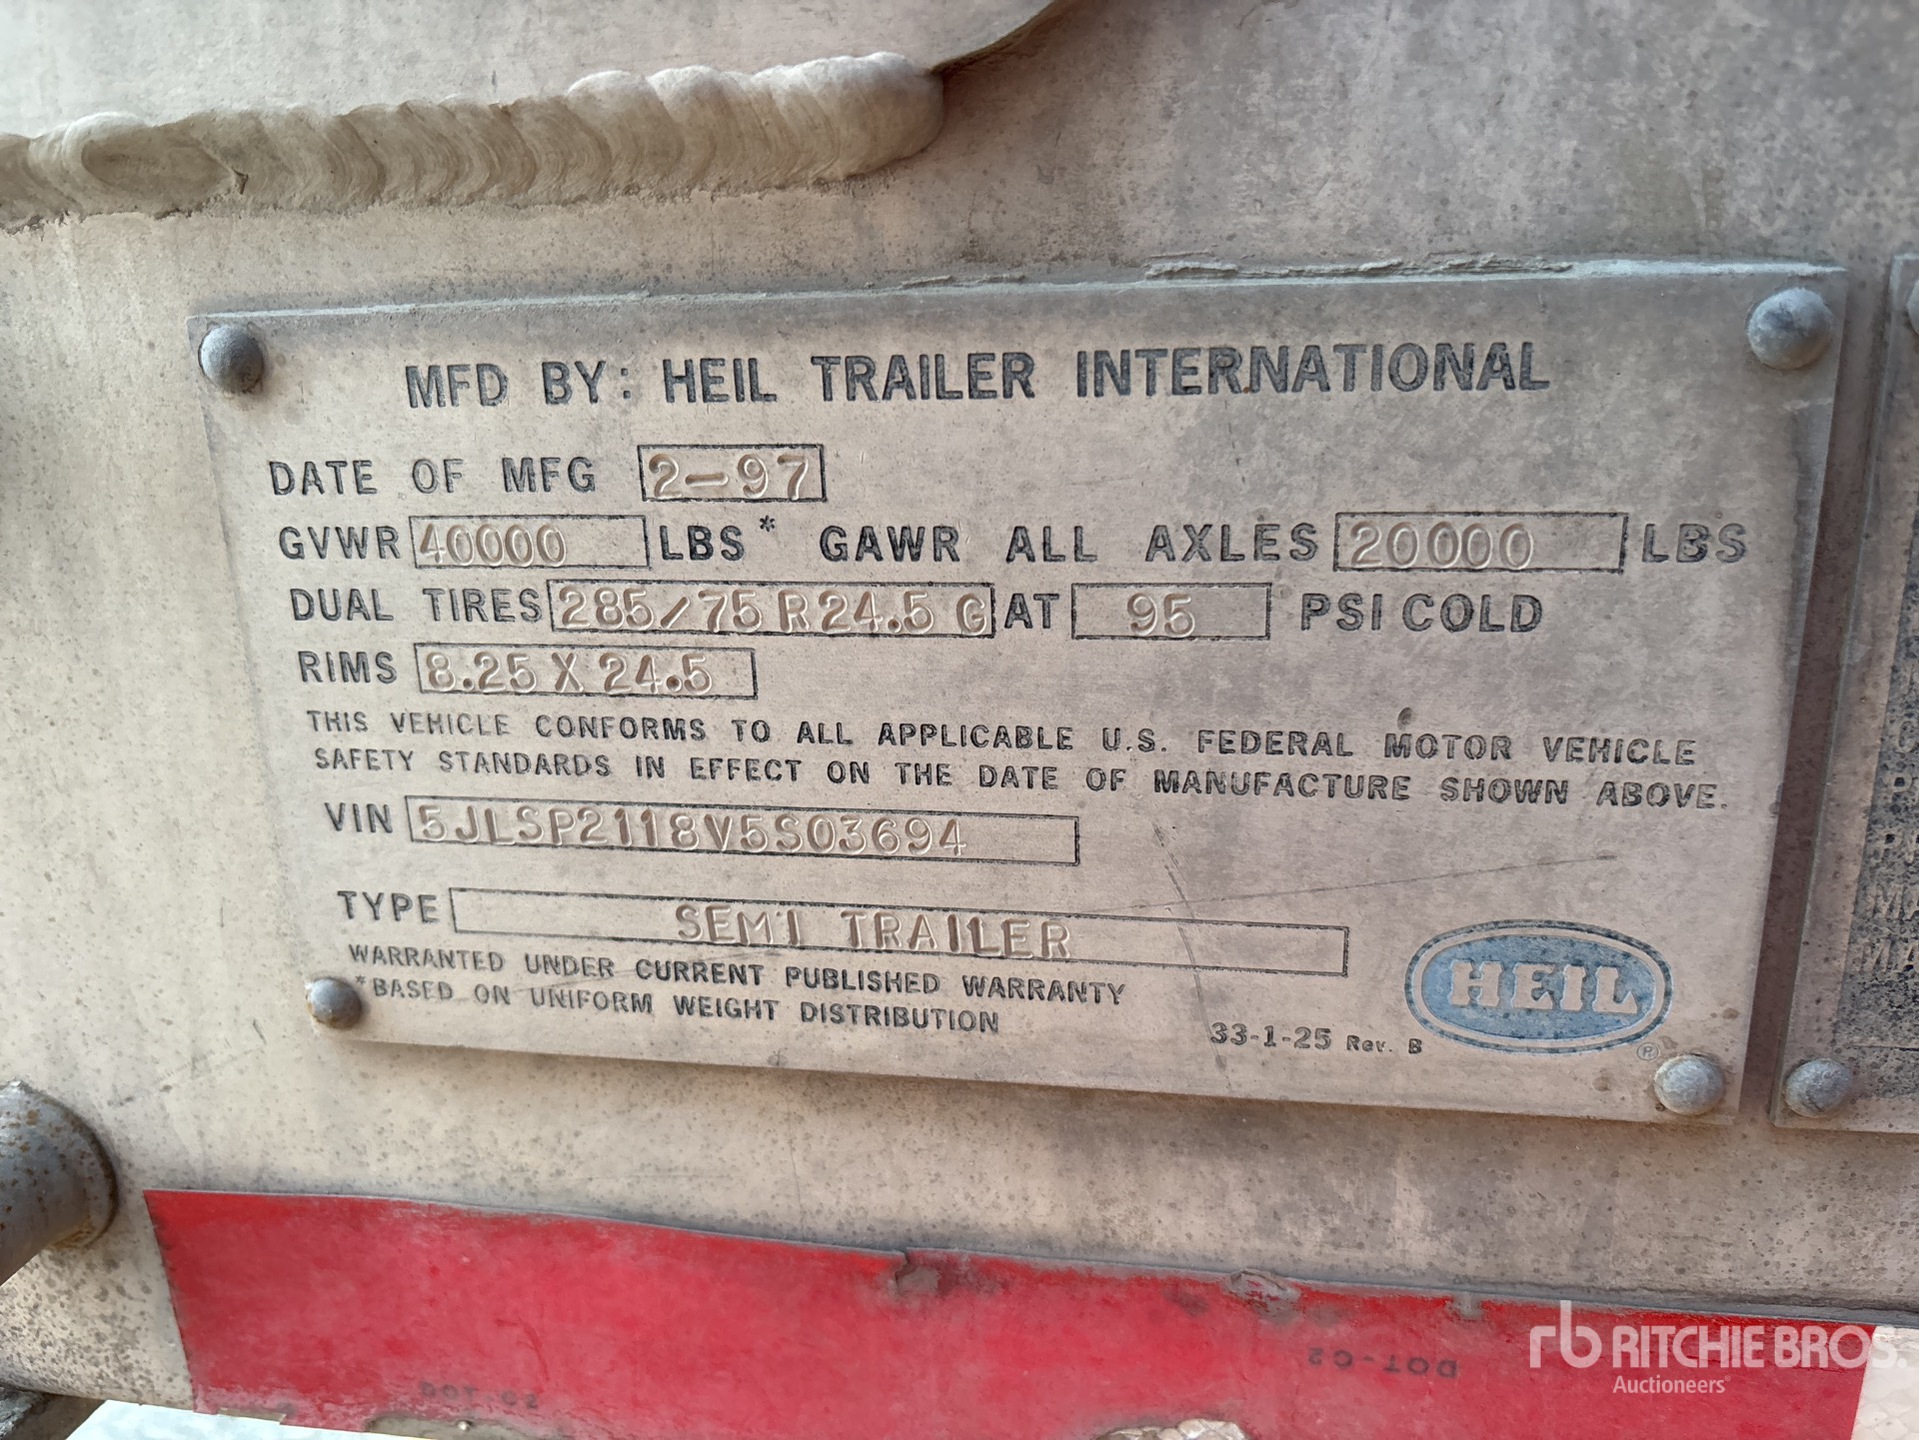 MFD BY: HEIL TRAILER INTERNATIONAL
DATE OF MFG 2-97
GVWR 40000 LBS* GAWR ALL AXLES 20000 LBS
DUAL TIRES 285/75 R 24.5 G AT 95 PSI COLD
RIMS 8.25 X 24.5
THIS VEHICLE CONFORMS TO ALL APPLICABLE U.S. FEDERAL MOTOR VEHICLE
SAFETY STANDARDS IN EFFECT ON THE DATE OF MANUFACTURE SHOWN ABOVE.
VIN 5JLSP2118V5S03694
TYPE SEMI TRAILER
WARRANTED UNDER CURRENT PUBLISHED WARRANTY
*BASED ON UNIFORM WEIGHT DISTRIBUTION
33-1-25 Rev. B
HEIL ®
DOT-C2
DOT-C2
rb RITCHIE BROS.
Auctioneers